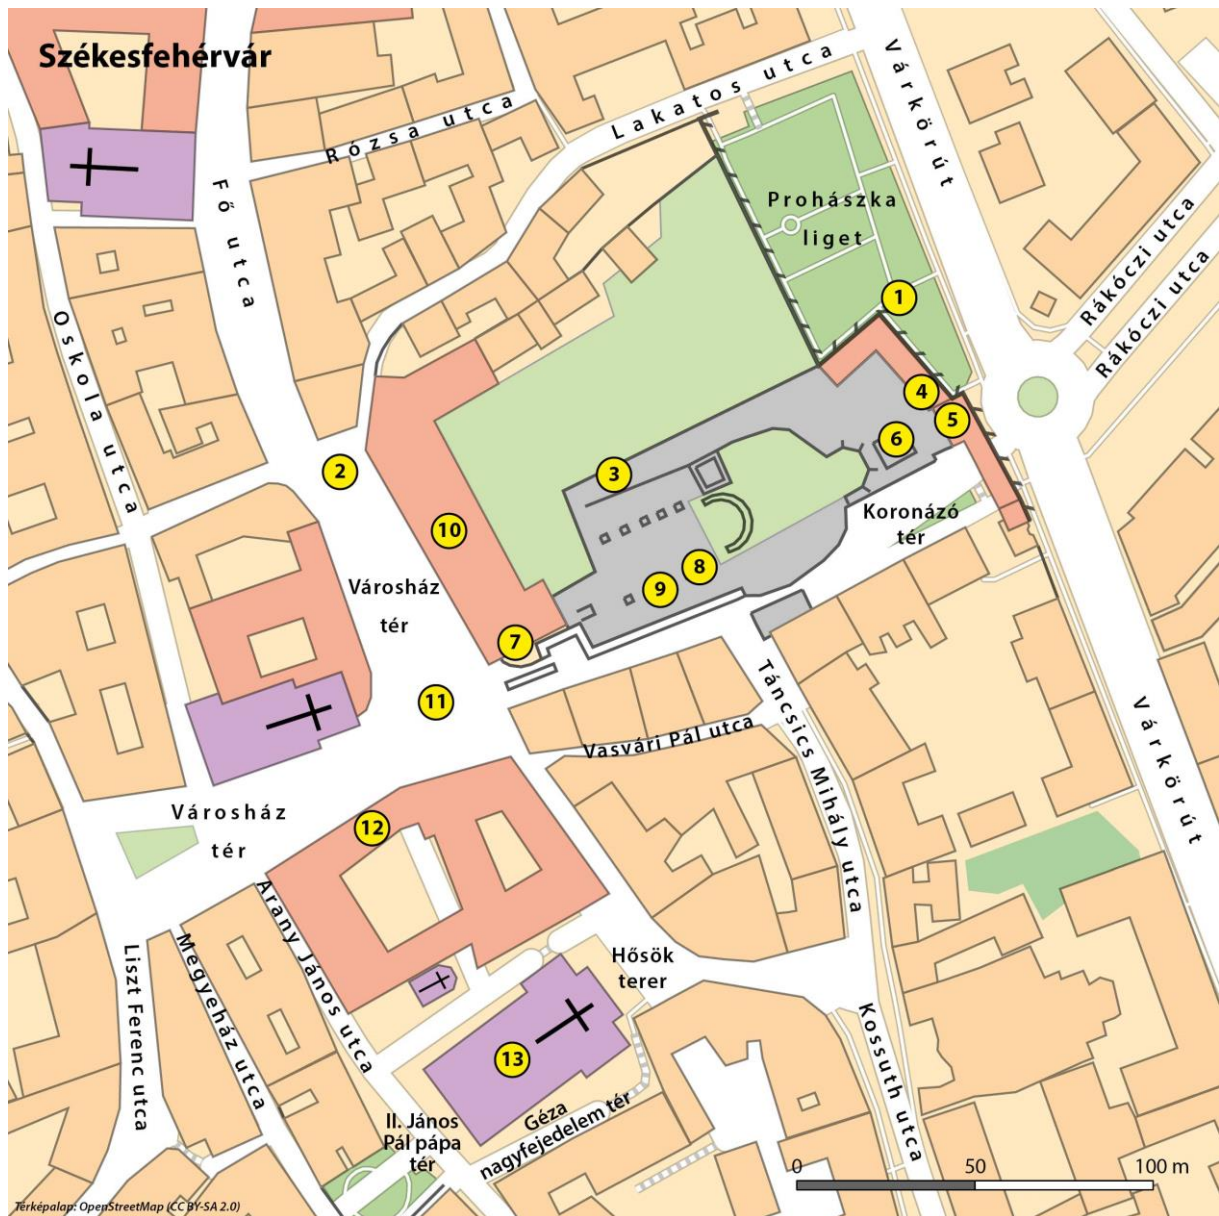 Székesfehérvár
Lakatos utca
Várkörút
Rózsa utca
Fő utca
Prohászka
liget
Rákóczi utca
Rákóczi utca
Oskola utca
1
2
3
4
5
6
Koronázó
tér
10
Városház
tér
8
9
7
11
Táncsics Mihály utca
Vasvári Pál utca
Várkörút
Városház
tér
12
Arany János utca
Megyeház utca
Liszt Ferenc utca
Hősök
terer
Kossuth utca
13
Géza
nagyfejedelem tér
II. János
Pál pápa
tér
0 50 100 m
Térképalap: OpenStreetMap (CC BY-SA 2.0)